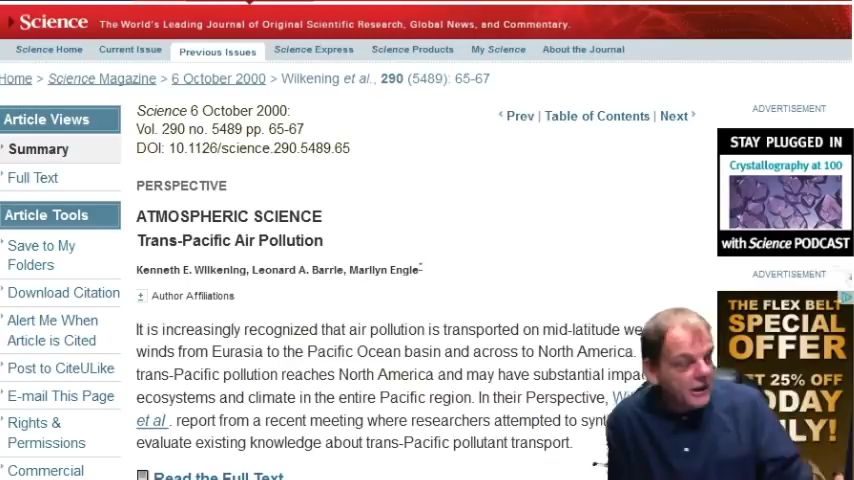 Science The World's Leading Journal of Original Scientific Research, Global News, and Commentary.
Science Home Current Issue Previous Issues Science Express Science Products My Science About the Journal
Home > Science Magazine > 6 October 2000 > Wilkening et al., 290 (5489): 65-67
Article Views
Summary
Full Text
Article Tools
Save to My
Folders
Download Citation
Alert Me When
Article is Cited
Post to CiteULike
E-mail This Page
Rights &
Permissions
Commercial
Science 6 October 2000:
Vol. 290 no. 5489 pp. 65-67
DOI: 10.1126/science.290.5489.65
‹ Prev | Table of Contents | Next ›
PERSPECTIVE
ATMOSPHERIC SCIENCE
Trans-Pacific Air Pollution
Kenneth E. Wilkening, Leonard A. Barrie, Marilyn Engle*
+ Author Affiliations
It is increasingly recognized that air pollution is transported on mid-latitude we
winds from Eurasia to the Pacific Ocean basin and across to North America.
trans-Pacific pollution reaches North America and may have substantial impa
ecosystems and climate in the entire Pacific region. In their Perspective, Wi
et al. report from a recent meeting where researchers attempted to synt
evaluate existing knowledge about trans-Pacific pollutant transport.
Read the Full Text
ADVERTISEMENT
STAY PLUGGED IN
Crystallography at 100
with Science PODCAST
ADVERTISEMENT
THE FLEX BELT
SPECIAL
OFFER
25% OFF